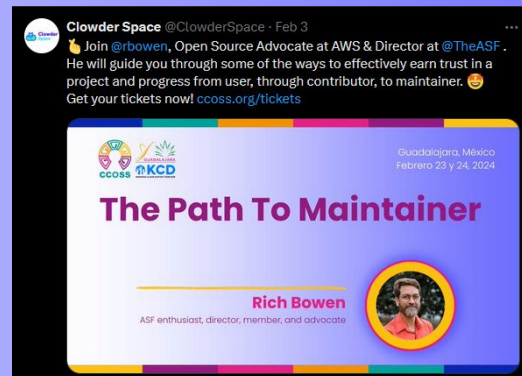 Clowder Space @ClowderSpace · Feb 3
Join @rbowen, Open Source Advocate at AWS & Director at @TheASF .
He will guide you through some of the ways to effectively earn trust in a
project and progress from user, through contributor, to maintainer.
Get your tickets now! ccoss.org/tickets
CCOSS
GUADALAJARA
KCD
Guadalajara, México
Febrero 23 y 24, 2024
The Path To Maintainer
Rich Bowen
ASF enthusiast, director, member, and advocate